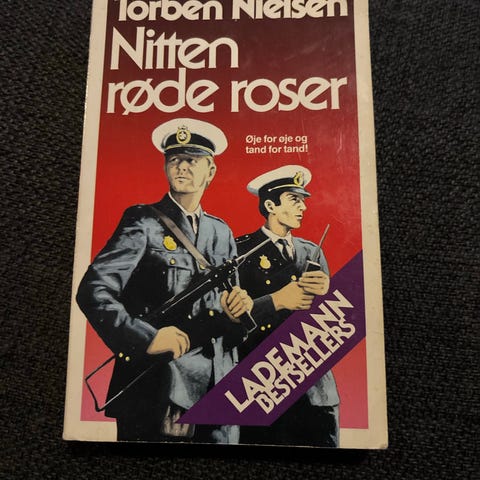 Torben Nielsen
Nitten
røde roser
Øje for øje og
tand for tand!
LADEMANN
BESTSELLERS